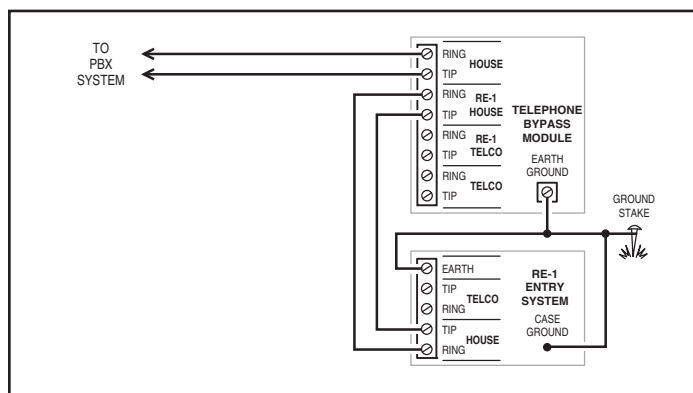 TO
PBX
SYSTEM
RING
HOUSE
TIP
RING
RE-1
HOUSE
TIP
RING
RE-1
TELCO
TIP
RING
TELCO
TIP
TELEPHONE
BYPASS
MODULE
EARTH
GROUND
GROUND
STAKE
EARTH
TIP
TELCO
RING
TIP
HOUSE
RING
RE-1
ENTRY
SYSTEM
CASE
GROUND